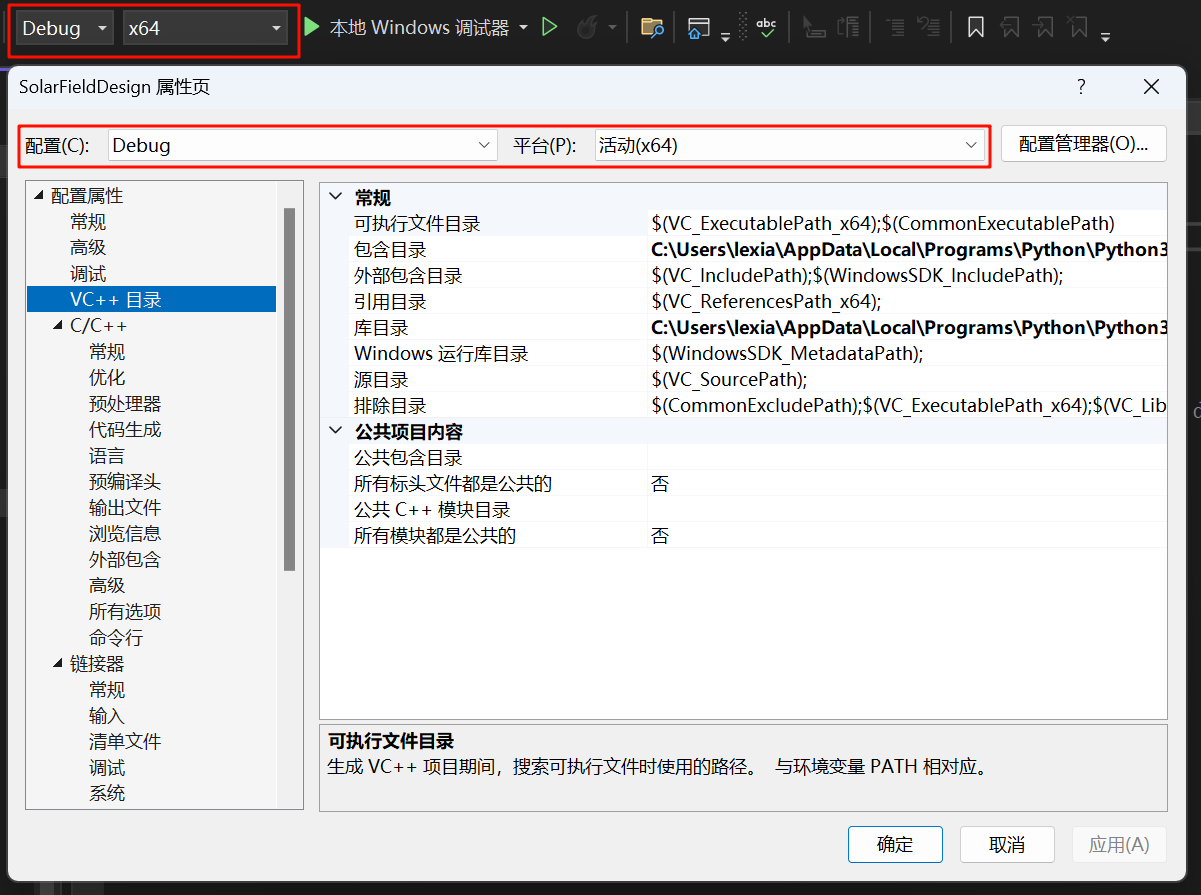 Debug x64 本地 Windows 调试器 abc
SolarFieldDesign 属性页 ?
配置(C): Debug 平台(P): 活动(x64) 配置管理器(O)...
配置属性
常规
高级
调试
VC++ 目录
C/C++
常规
优化
预处理器
代码生成
语言
预编译头
输出文件
浏览信息
外部包含
高级
所有选项
命令行
链接器
常规
输入
清单文件
调试
系统
常规
可执行文件目录 $(VC_ExecutablePath_x64);$(CommonExecutablePath)
包含目录 C:\Users\lexia\AppData\Local\Programs\Python\Python3
外部包含目录 $(VC_IncludePath);$(WindowsSDK_IncludePath);
引用目录 $(VC_ReferencesPath_x64);
库目录 C:\Users\lexia\AppData\Local\Programs\Python\Python3
Windows 运行库目录 $(WindowsSDK_MetadataPath);
源目录 $(VC_SourcePath);
排除目录 $(CommonExcludePath);$(VC_ExecutablePath_x64);$(VC_Lib
公共项目内容
公共包含目录
所有标头文件都是公共的 否
公共 C++ 模块目录
所有模块都是公共的 否
可执行文件目录
生成 VC++ 项目期间，搜索可执行文件时使用的路径。 与环境变量 PATH 相对应。
确定 取消 应用(A)